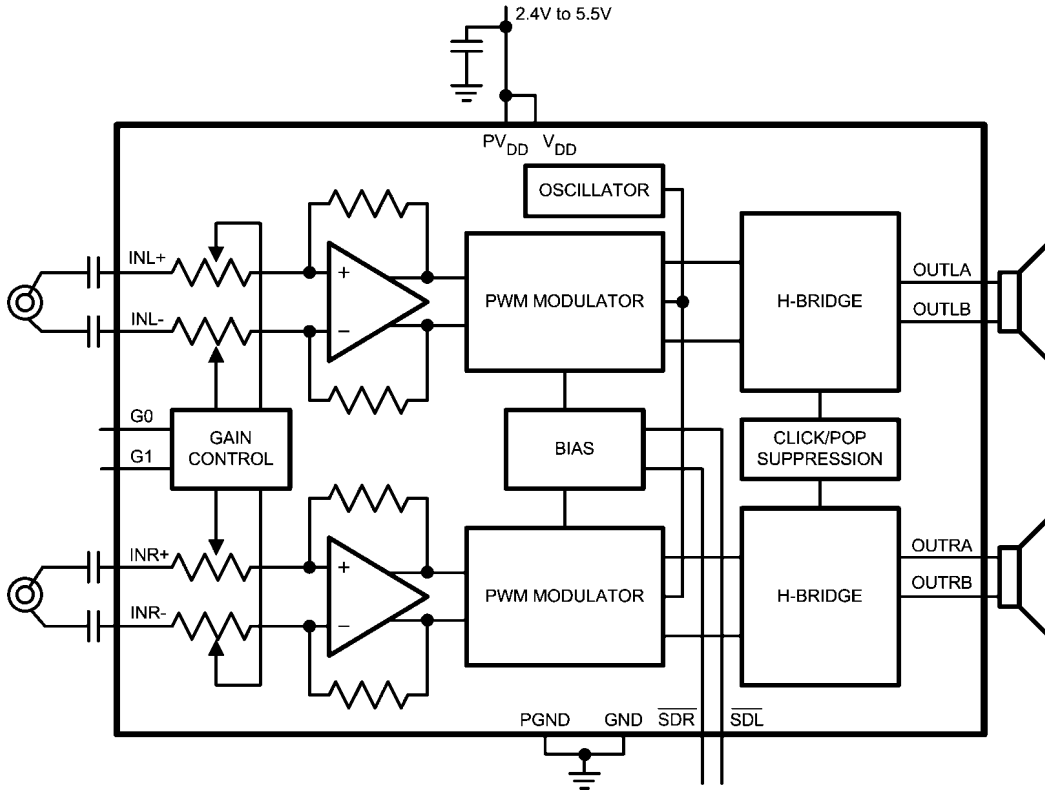 2.4V to 5.5V
PVDD VDD
OSCILLATOR
INL+
+
PWM MODULATOR
H-BRIDGE
OUTLA
INL-
−
OUTLB
G0
GAIN
CONTROL
G1
BIAS
CLICK/POP
SUPPRESSION
INR+
+
PWM MODULATOR
H-BRIDGE
OUTRA
INR-
−
OUTRB
PGND GND SDR SDL